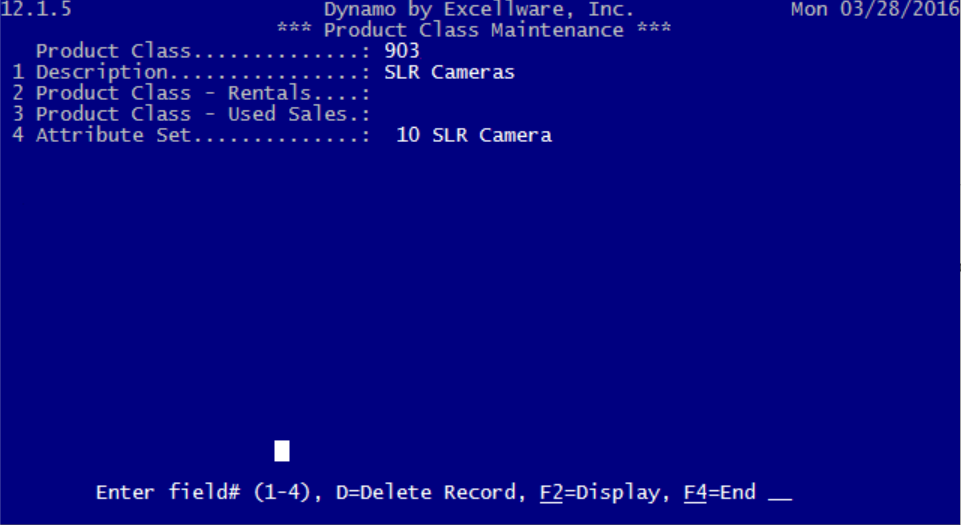 12.1.5 Dynamo by Excellware, Inc. Mon 03/28/2016
*** Product Class Maintenance ***
Product Class..............: 903
1 Description................: SLR Cameras
2 Product Class - Rentals....:
3 Product Class - Used Sales.:
4 Attribute Set..............: 10 SLR Camera
Enter field# (1-4), D=Delete Record, F2=Display, F4=End __